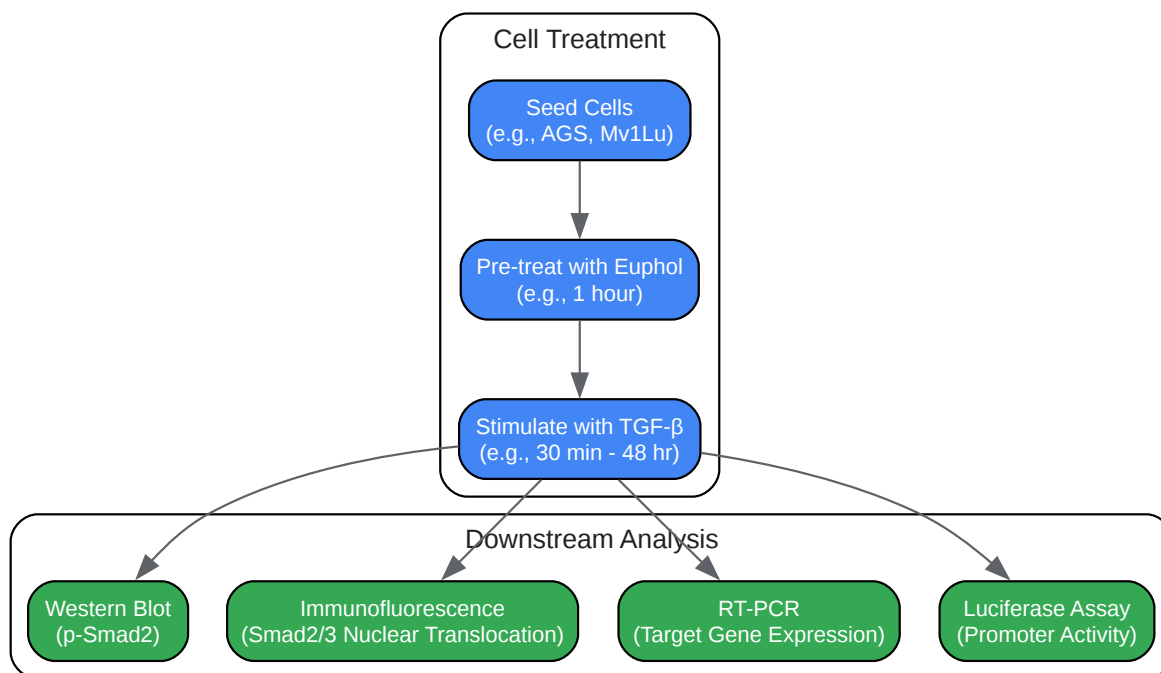 Cell Treatment
Seed Cells
(e.g., AGS, Mv1Lu)
Pre-treat with Euphol
(e.g., 1 hour)
Stimulate with TGF-β
(e.g., 30 min - 48 hr)
Downstream Analysis
Western Blot
(p-Smad2)
Immunofluorescence
(Smad2/3 Nuclear Translocation)
RT-PCR
(Target Gene Expression)
Luciferase Assay
(Promoter Activity)